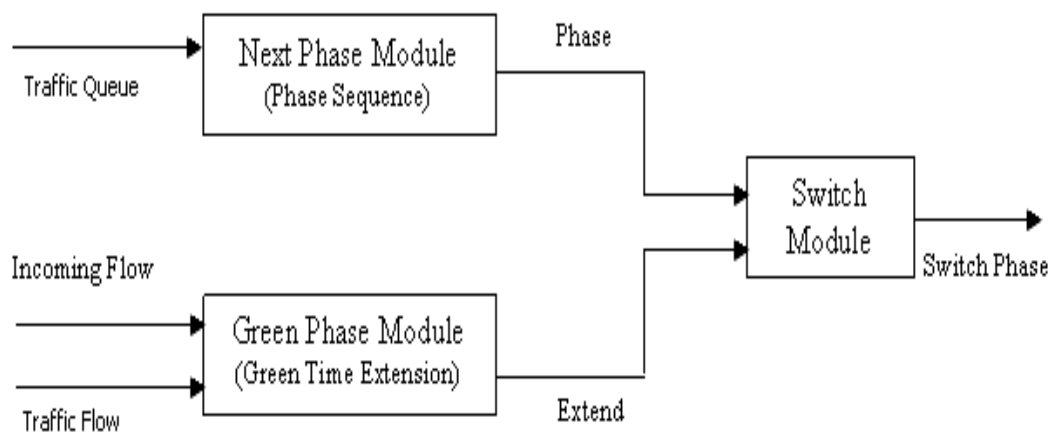 Traffic Queue
Next Phase Module
(Phase Sequence)
Phase
Switch
Module
Switch Phase
Incoming Flow
Green Phase Module
(Green Time Extension)
Traffic Flow
Extend